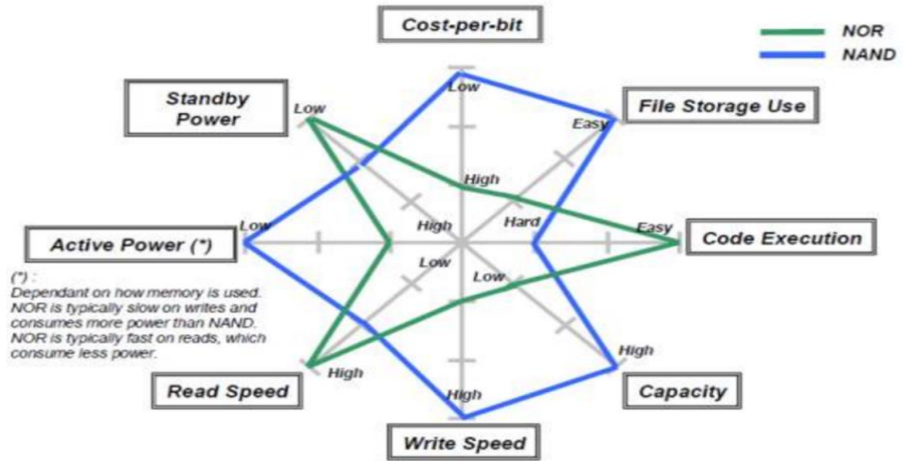 Cost-per-bit
NOR
NAND
Standby
Power
Low
Low
File Storage Use
Easy
High
High
Hard
Easy
Code Execution
Active Power (*)
Low
Low
Low
(*) :
Dependant on how memory is used.
NOR is typically slow on writes and
consumes more power than NAND.
NOR is typically fast on reads, which
consume less power.
High
High
High
Read Speed
Capacity
Write Speed